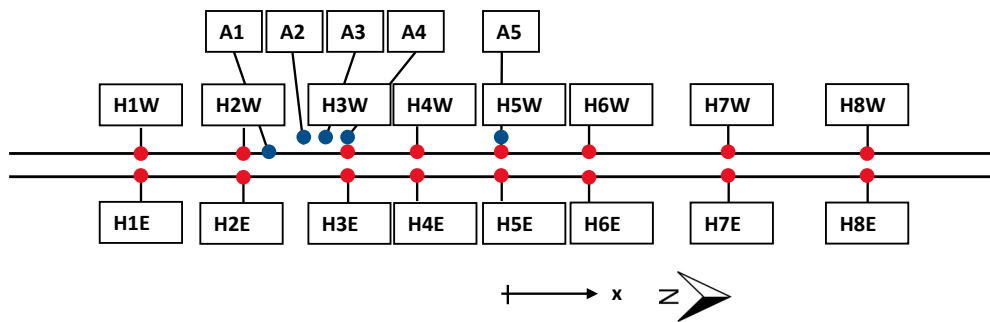 A1 A2 A3 A4 A5
H1W H2W H3W H4W H5W H6W H7W H8W
H1E H2E H3E H4E H5E H6E H7E H8E
x N